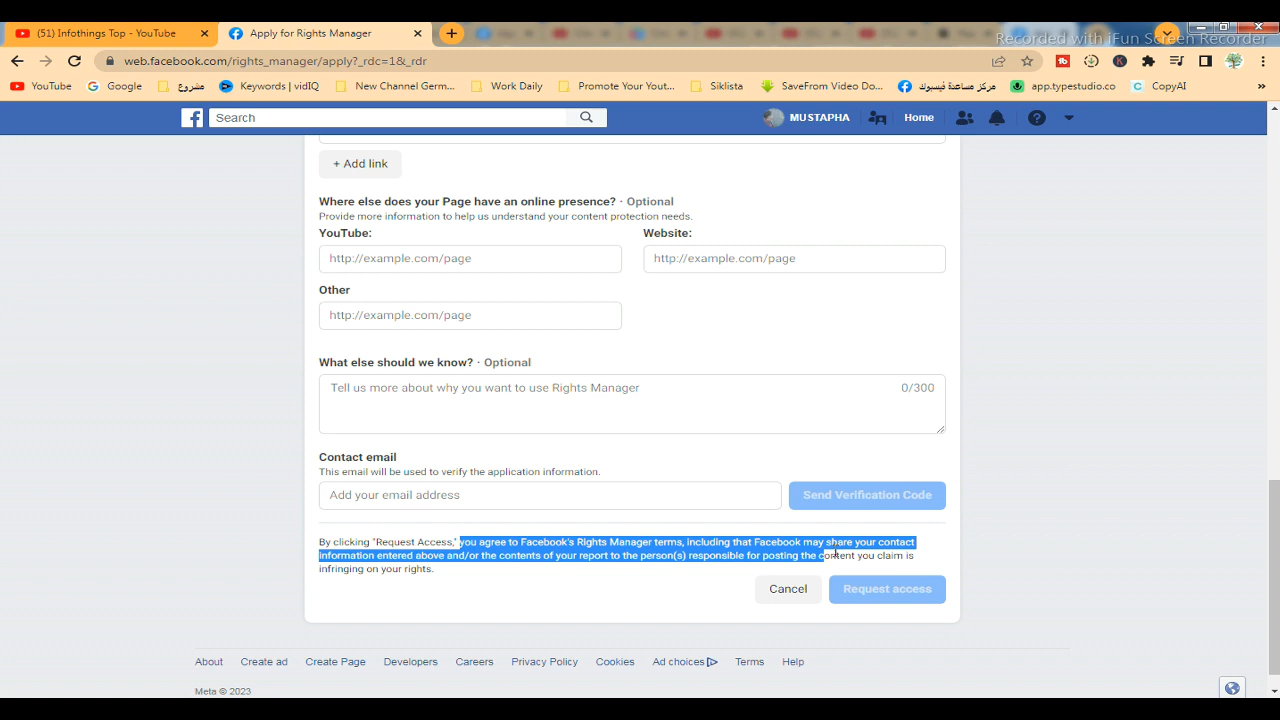 (51) Infothings Top - YouTube
Apply for Rights Manager
Recorded with iFun Screen Recorder
web.facebook.com/rights_manager/apply?_rdc=1&_rdr
YouTube
Google
مشروع
Keywords | vidIQ
New Channel Germ...
Work Daily
Promote Your Yout...
Siklista
SaveFrom Video Do...
مركز مساعدة فيسبوك
app.typestudio.co
CopyAI
Search
MUSTAPHA
Home
+ Add link
Where else does your Page have an online presence? · Optional
Provide more information to help us understand your content protection needs.
YouTube:
Website:
http://example.com/page
http://example.com/page
Other
http://example.com/page
What else should we know? · Optional
Tell us more about why you want to use Rights Manager
0/300
Contact email
This email will be used to verify the application information.
Add your email address
Send Verification Code
By clicking "Request Access," you agree to Facebook's Rights Manager terms, including that Facebook may share your contact
information entered above and/or the contents of your report to the person(s) responsible for posting the content you claim is
infringing on your rights.
Cancel
Request access
About
Create ad
Create Page
Developers
Careers
Privacy Policy
Cookies
Ad choices
Terms
Help
Meta © 2023